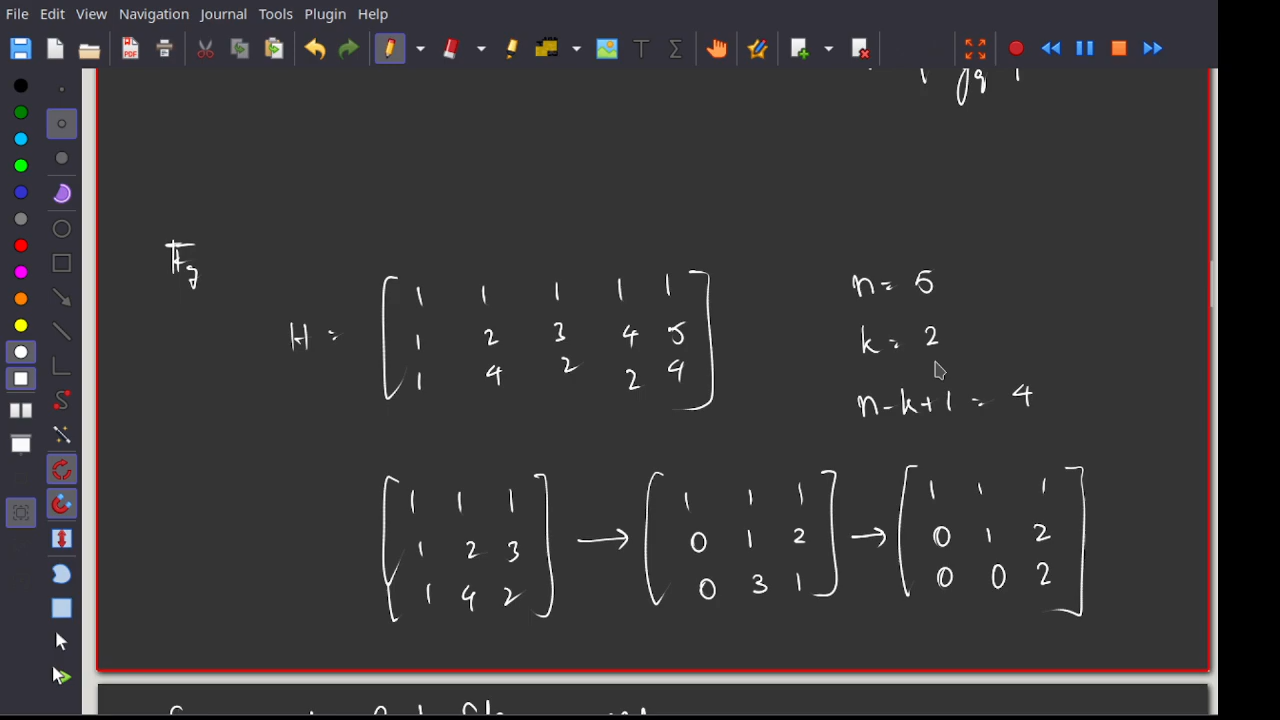 File Edit View Navigation Journal Tools Plugin Help
H = [ 1 1 1 1 1
1 2 3 4 5
1 4 2 2 4 ]
n = 5
k = 2
n-k+1 = 4
[ 1 1 1
1 2 3
1 4 2 ] → [ 1 1 1
0 1 2
0 3 1 ] → [ 1 1 1
0 1 2
0 0 2 ]